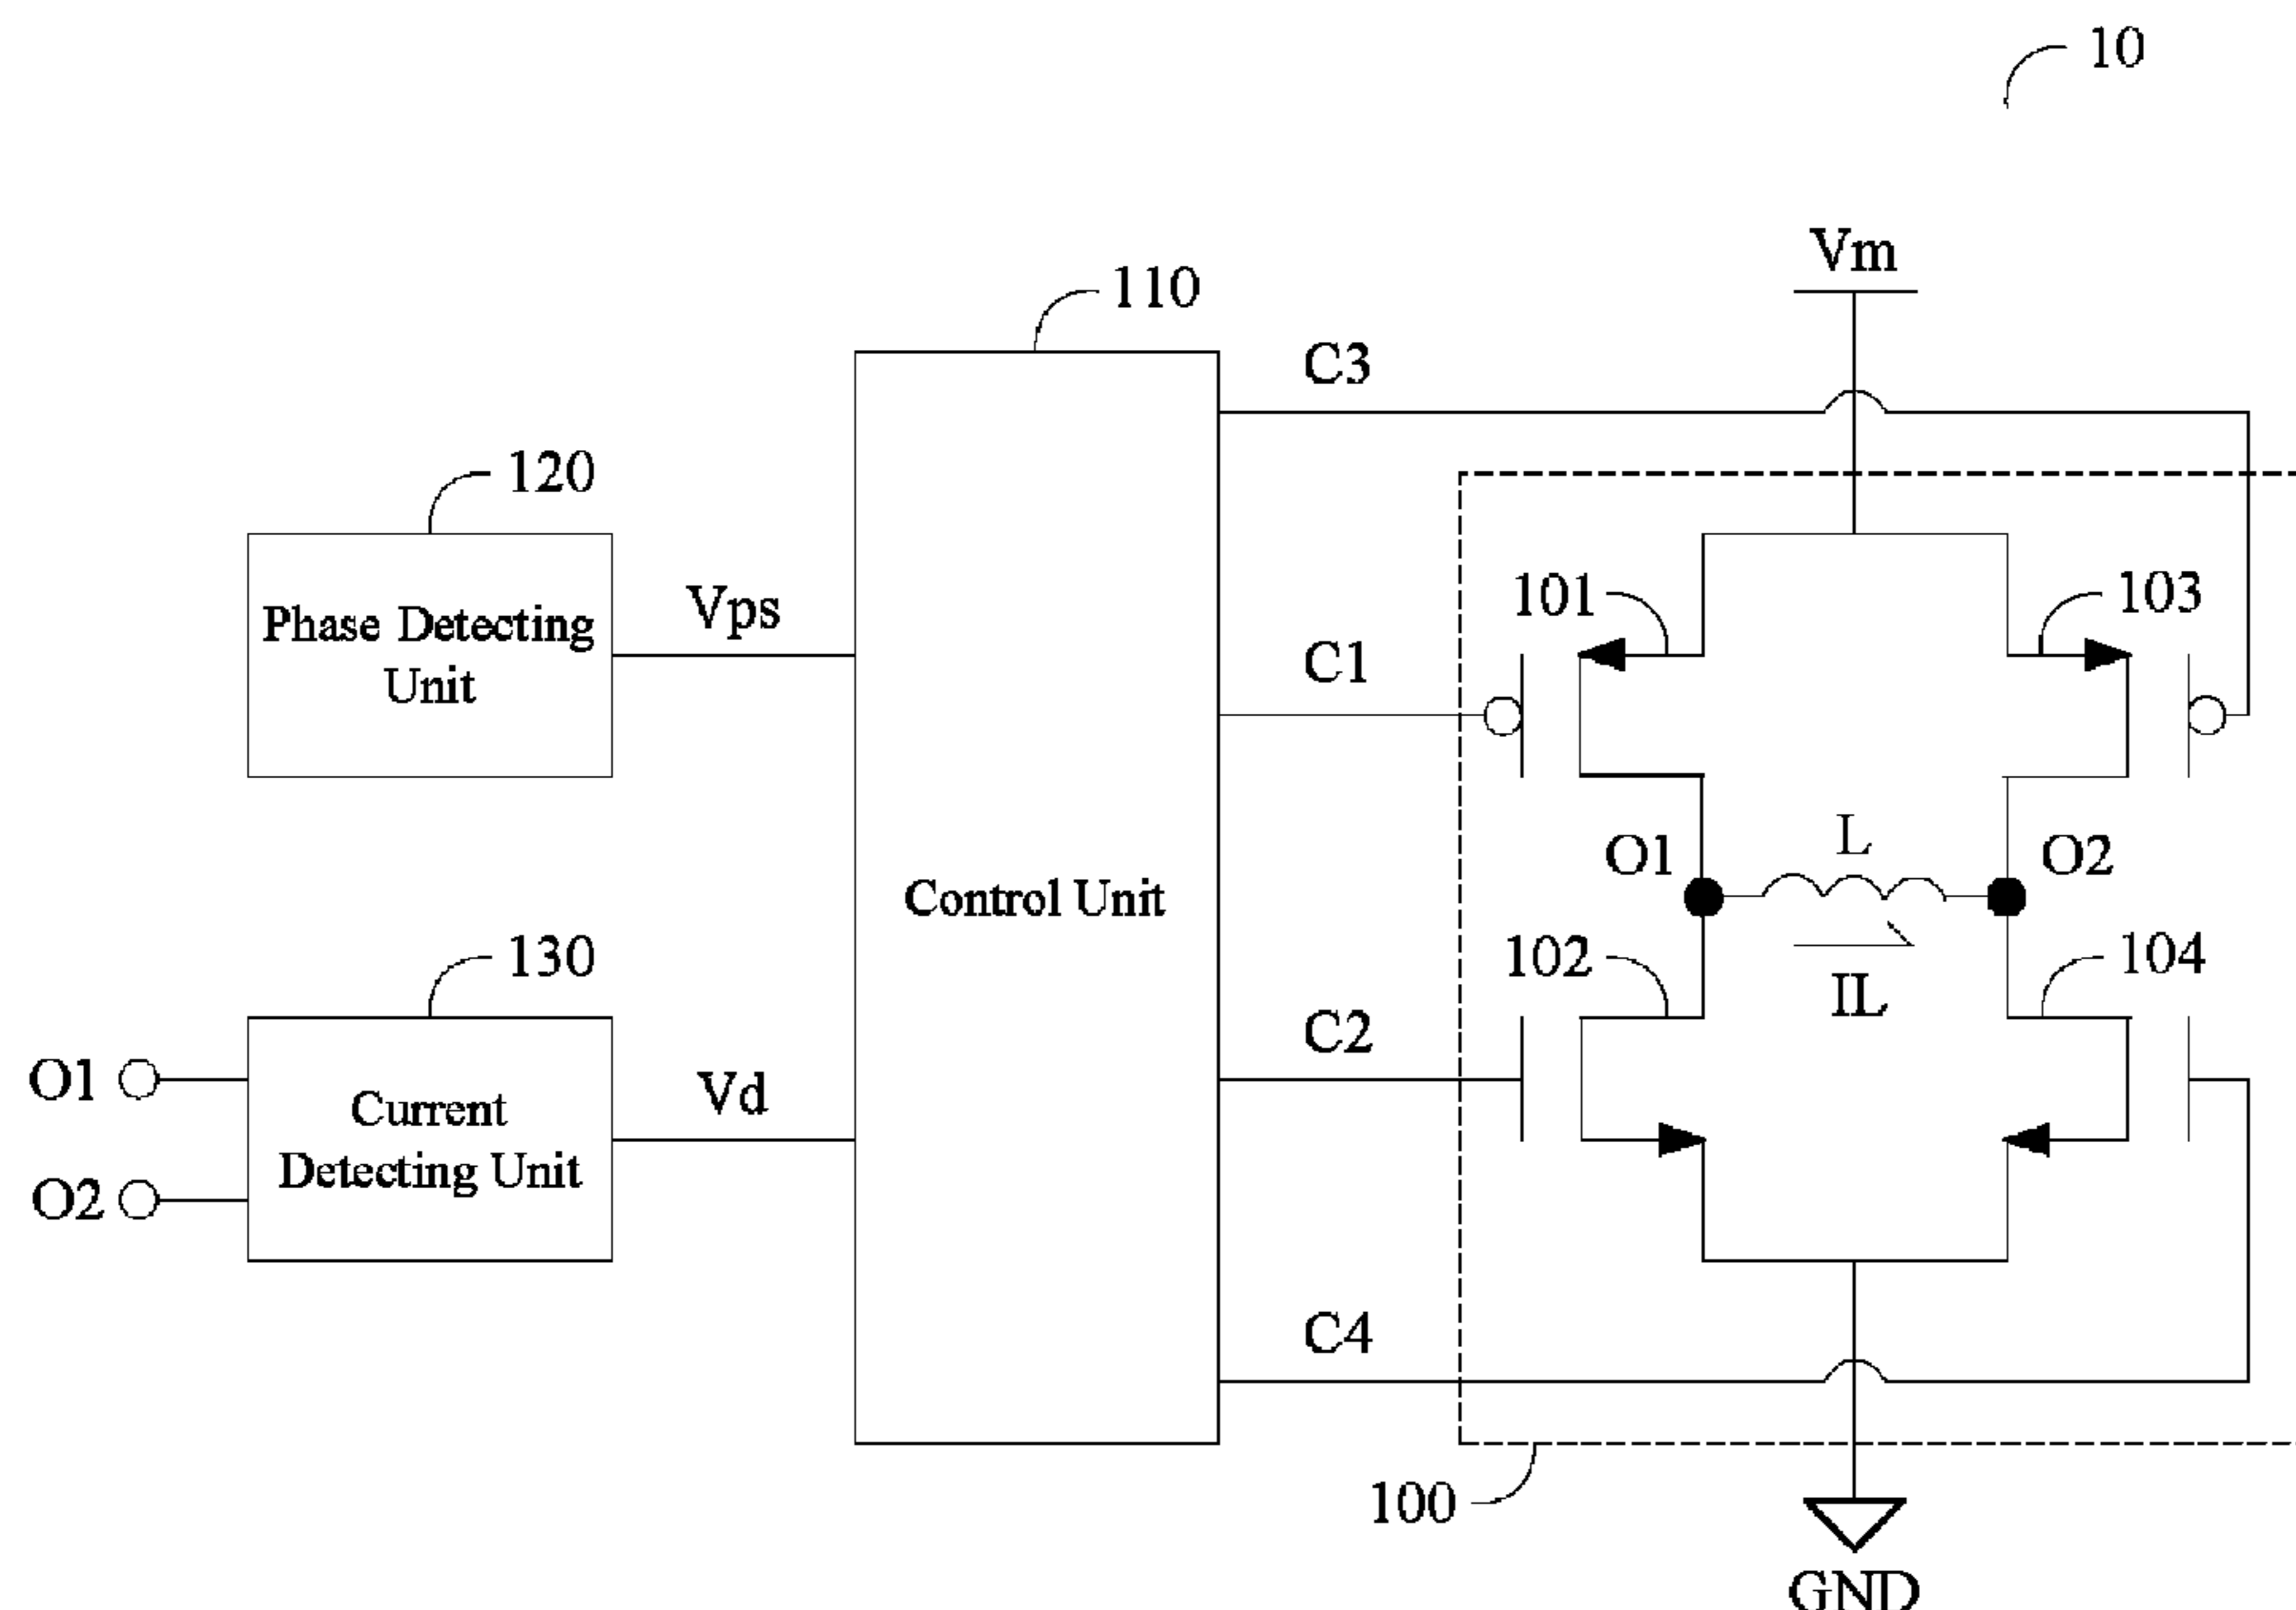 10
Vm
110
C3
120
Phase Detecting
Unit
Vps
101
103
C1
Control Unit
L
O1
O2
130
102
104
IL
C2
O1
Current
Detecting Unit
Vd
O2
C4
100
GND